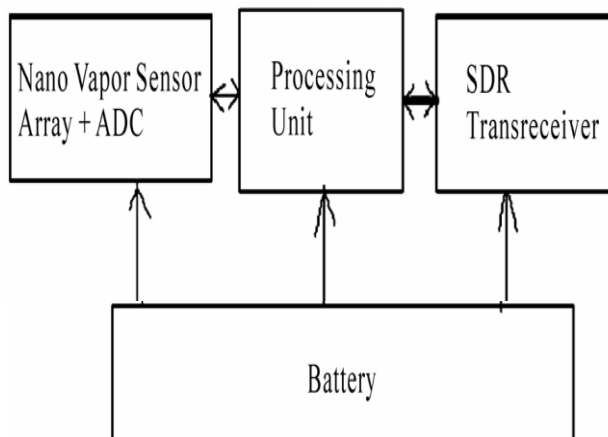 Nano Vapor Sensor
Array + ADC
Processing
Unit
SDR
Transreceiver
Battery